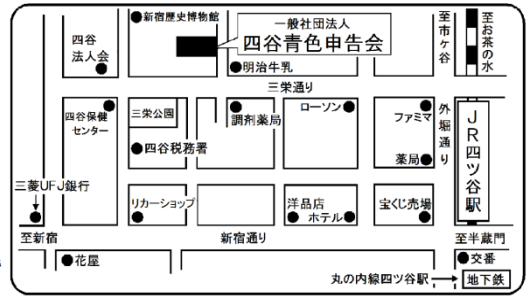 新宿歴史博物館
一般社団法人
四谷青色申告会
至市ヶ谷
至お茶の水
四谷
法人会
明治牛乳
三栄通り
四谷保健
センター
三栄公園
調剤薬局
ローソン
ファミマ
外堀通り
JR四ツ谷駅
四谷税務署
薬局
三菱UFJ銀行
リカーショップ
洋品店
ホテル
宝くじ売場
至新宿
新宿通り
至半蔵門
花屋
交番
丸の内線四ツ谷駅
地下鉄